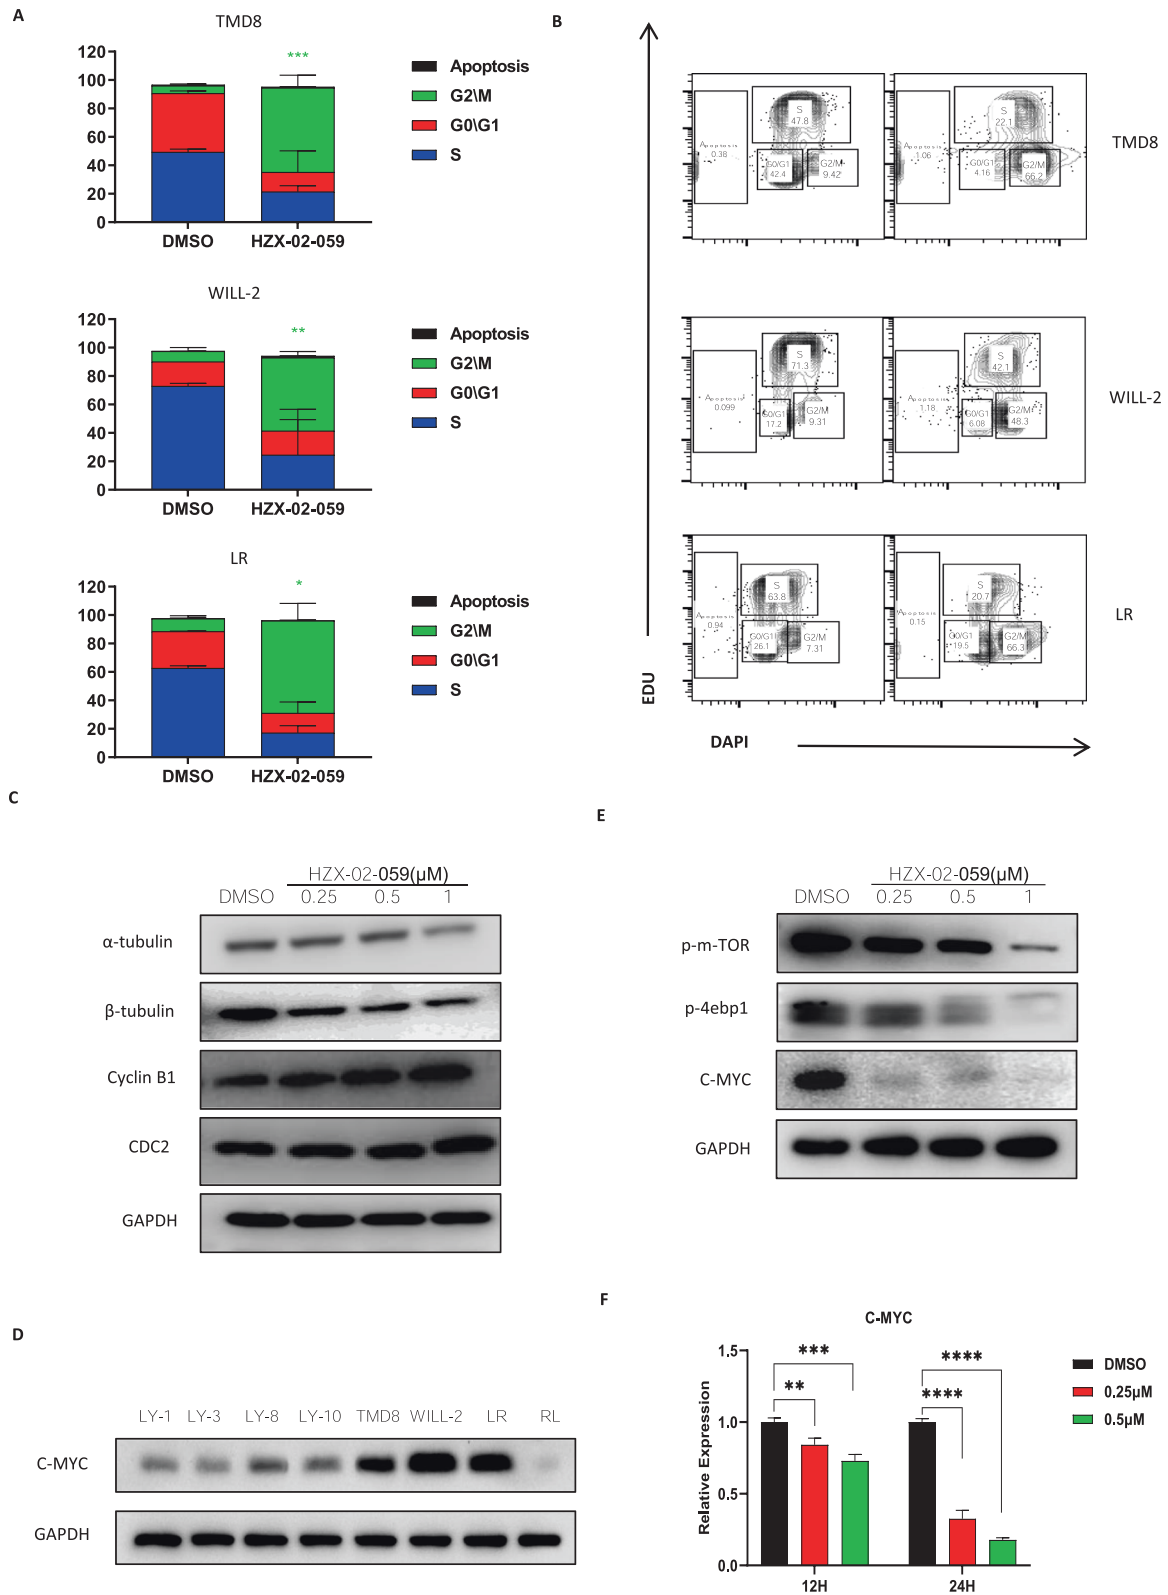 A
TMD8
120
100
80
60
40
20
0
***
DMSO
HZX-02-059
Apoptosis
G2\M
G0\G1
S
WILL-2
120
100
80
60
40
20
0
**
DMSO
HZX-02-059
Apoptosis
G2\M
G0\G1
S
LR
120
100
80
60
40
20
0
*
DMSO
HZX-02-059
Apoptosis
G2\M
G0\G1
S
B
EDU
DAPI
S
47.8
Apoptosis
0.38
G0/G1
42.4
G2/M
9.42
S
22.1
Apoptosis
1.06
G0/G1
4.16
G2/M
66.2
TMD8
S
71.3
Apoptosis
0.099
G0/G1
17.2
G2/M
9.31
S
42.1
Apoptosis
1.18
G0/G1
6.08
G2/M
48.3
WILL-2
S
63.8
Apoptosis
0.94
G0/G1
26.1
G2/M
7.31
S
20.7
Apoptosis
0.15
G0/G1
19.5
G2/M
66.3
LR
C
HZX-02-059(μM)
DMSO 0.25 0.5 1
α-tubulin
β-tubulin
Cyclin B1
CDC2
GAPDH
E
HZX-02-059(μM)
DMSO 0.25 0.5 1
p-m-TOR
p-4ebp1
C-MYC
GAPDH
D
LY-1 LY-3 LY-8 LY-10 TMD8 WILL-2 LR RL
C-MYC
GAPDH
F
C-MYC
Relative Expression
1.5
1.0
0.5
0.0
**
***
****
****
12H
24H
DMSO
0.25μM
0.5μM